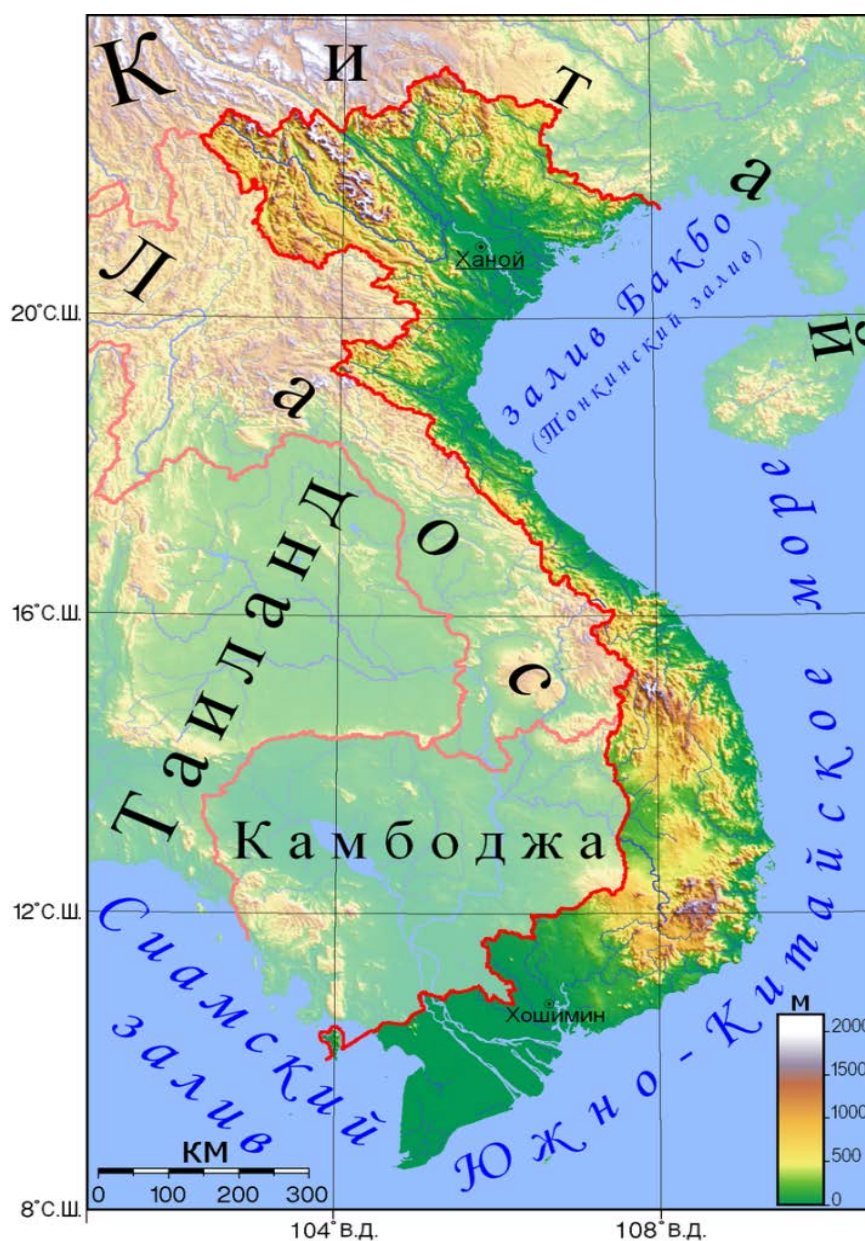 Китай
Лаос
Ханой
залив Бакбо
(Тонкинский залив)
20°С.Ш.
Таиланд
16°С.Ш.
Камбоджа
Южно-Китайское море
12°С.Ш.
Сиамский
залив
Хошимин
м
2000
1500
1000
500
0
КМ
0 100 200 300
8°С.Ш.
104°В.Д. 108°В.Д.